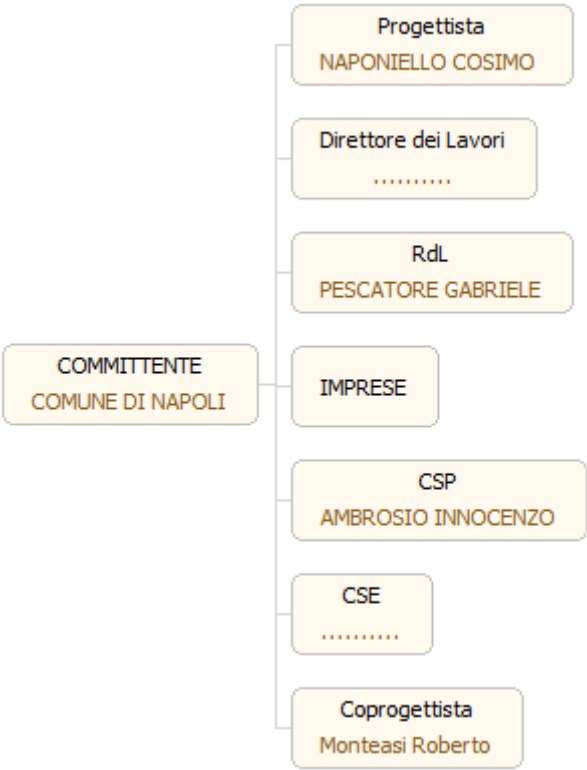 Progettista
NAPONIELLO COSIMO
Direttore dei Lavori
..........
RdL
PESCATORE GABRIELE
COMMITTENTE
COMUNE DI NAPOLI
IMPRESE
CSP
AMBROSIO INNOCENZO
CSE
..........
Coprogettista
Monteasi Roberto